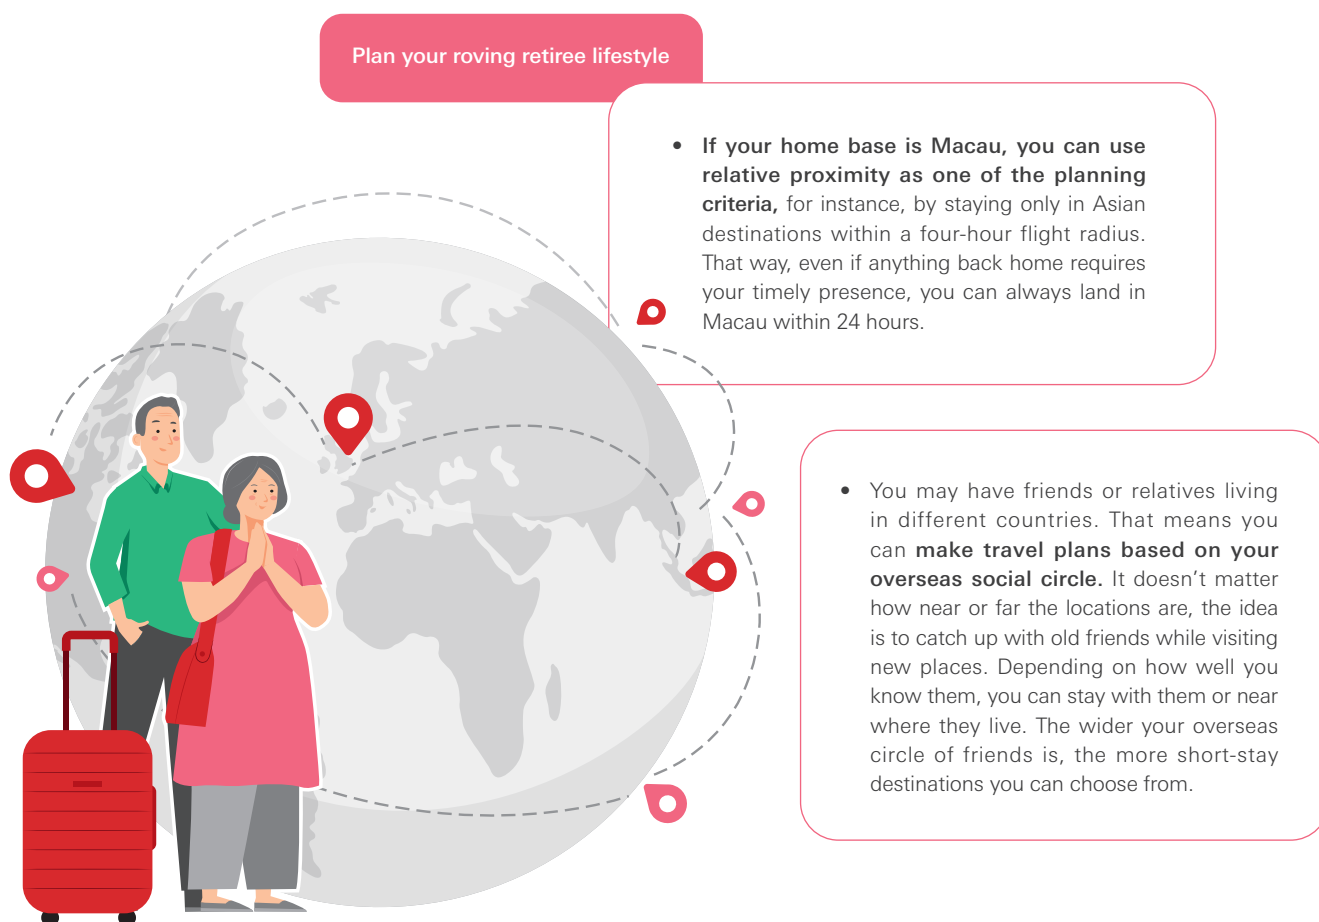 Plan your roving retiree lifestyle
• If your home base is Macau, you can use
relative proximity as one of the planning
criteria, for instance, by staying only in Asian
destinations within a four-hour flight radius.
That way, even if anything back home requires
your timely presence, you can always land in
Macau within 24 hours.
• You may have friends or relatives living
in different countries. That means you
can make travel plans based on your
overseas social circle. It doesn’t matter
how near or far the locations are, the idea
is to catch up with old friends while visiting
new places. Depending on how well you
know them, you can stay with them or near
where they live. The wider your overseas
circle of friends is, the more short-stay
destinations you can choose from.